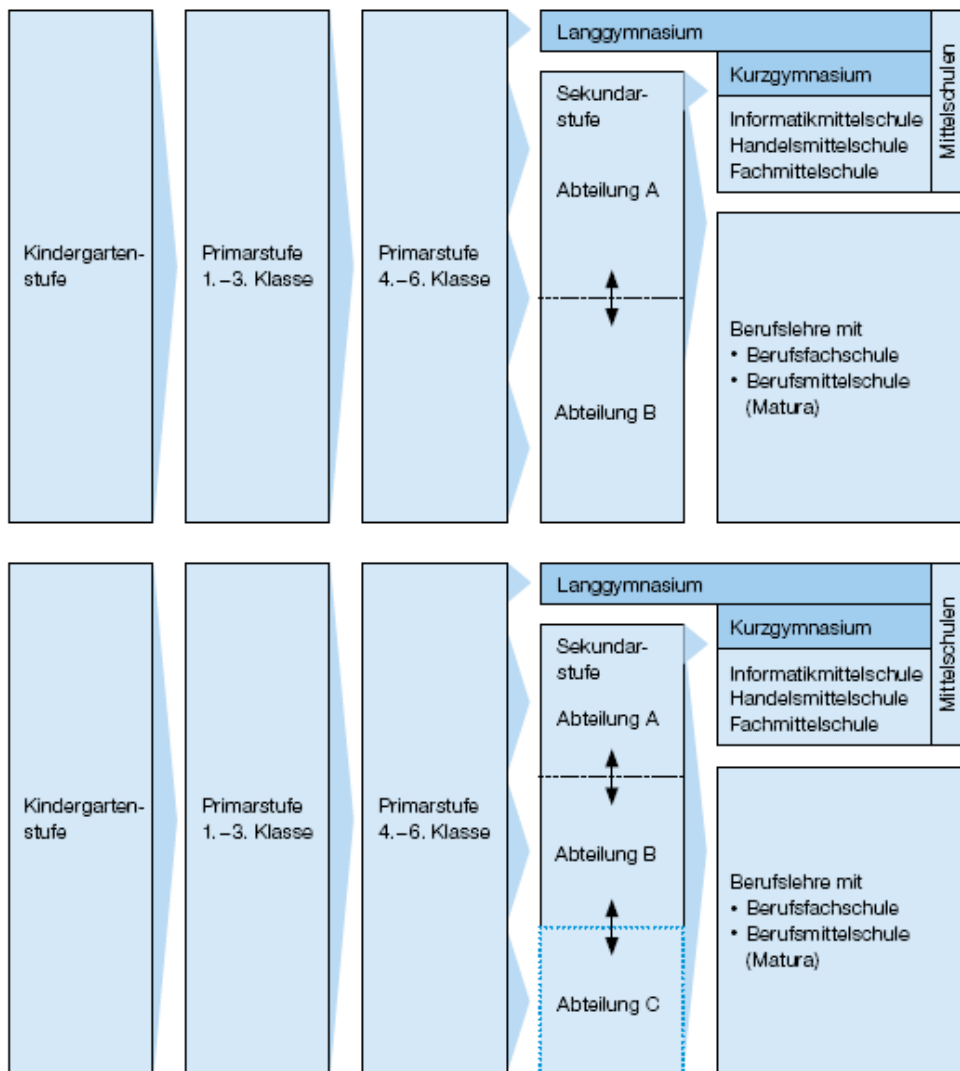 Langgymnasium
Kurzgymnasium
Informatikmittelschule
Handelsmittelschule
Fachmittelschule
Mittelschulen
Sekundar-
stufe
Abteilung A
Abteilung B
Kindergarten-
stufe
Primarstufe
1.–3. Klasse
Primarstufe
4.–6. Klasse
Berufslehre mit
• Berufsfachschule
• Berufsmittelschule
(Matura)
Langgymnasium
Kurzgymnasium
Informatikmittelschule
Handelsmittelschule
Fachmittelschule
Mittelschulen
Sekundar-
stufe
Abteilung A
Abteilung B
Abteilung C
Kindergarten-
stufe
Primarstufe
1.–3. Klasse
Primarstufe
4.–6. Klasse
Berufslehre mit
• Berufsfachschule
• Berufsmittelschule
(Matura)